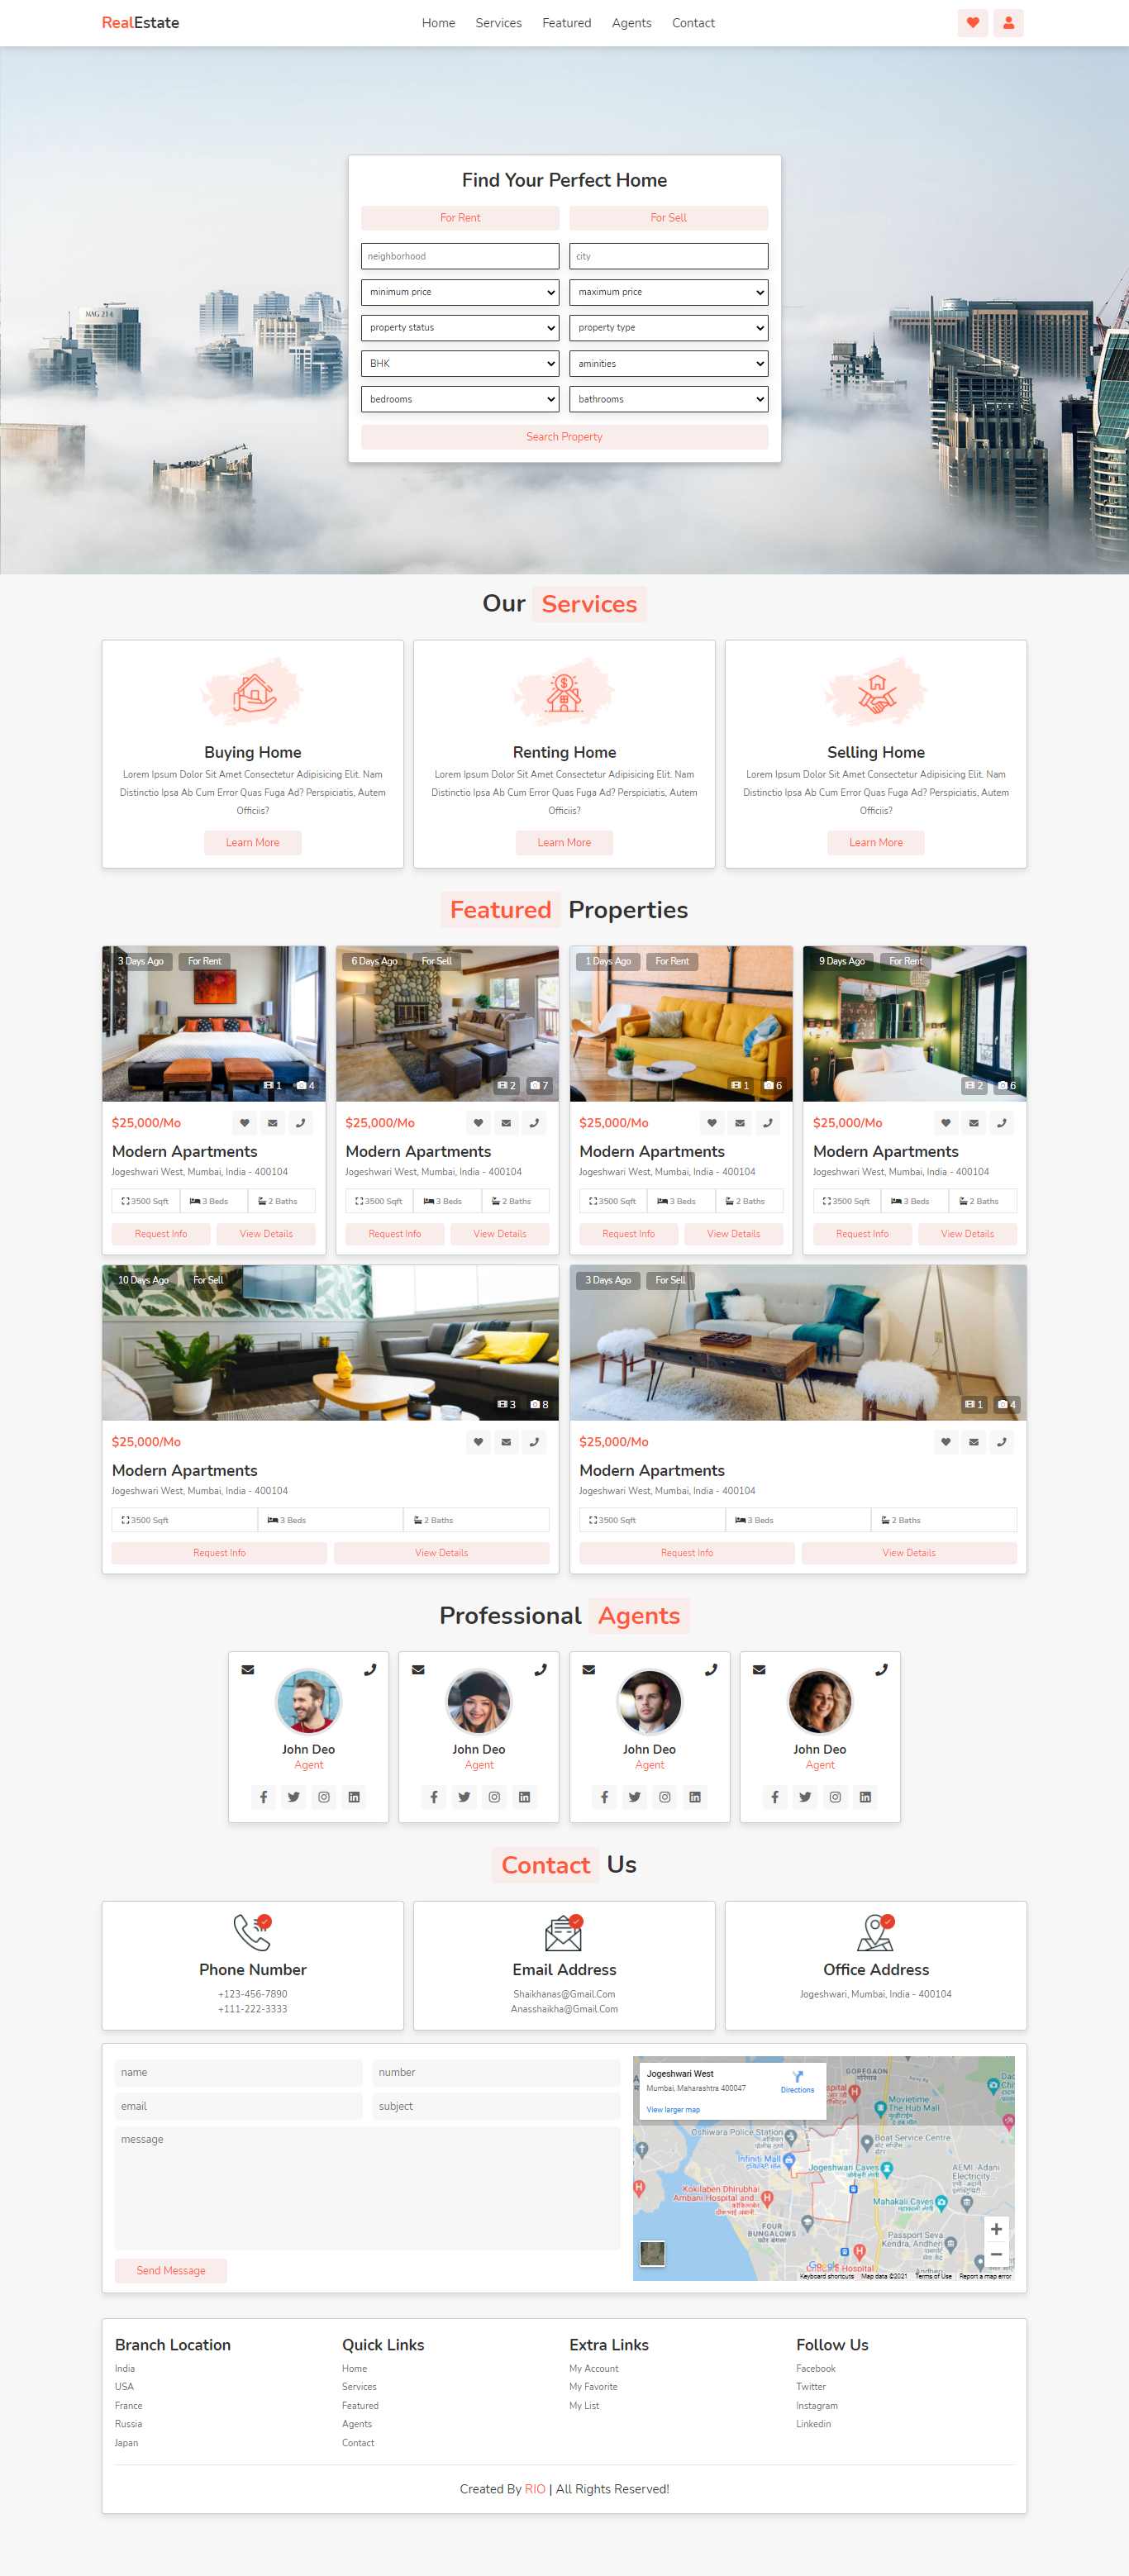 RealEstate
Home Services Featured Agents Contact
Find Your Perfect Home
For Rent For Sell
neighborhood city
minimum price maximum price
property status property type
BHK aminities
bedrooms bathrooms
Search Property
MAG 214
Our Services
Buying Home
Lorem Ipsum Dolor Sit Amet Consectetur Adipisicing Elit. Nam
Distinctio Ipsa Ab Cum Error Quas Fuga Ad? Perspiciatis, Autem
Officiis?
Learn More
Renting Home
Lorem Ipsum Dolor Sit Amet Consectetur Adipisicing Elit. Nam
Distinctio Ipsa Ab Cum Error Quas Fuga Ad? Perspiciatis, Autem
Officiis?
Learn More
Selling Home
Lorem Ipsum Dolor Sit Amet Consectetur Adipisicing Elit. Nam
Distinctio Ipsa Ab Cum Error Quas Fuga Ad? Perspiciatis, Autem
Officiis?
Learn More
Featured Properties
3 Days Ago For Rent
1 4
$25,000/Mo
Modern Apartments
Jogeshwari West, Mumbai, India - 400104
3500 Sqft 3 Beds 2 Baths
Request Info View Details
6 Days Ago For Sell
2 7
$25,000/Mo
Modern Apartments
Jogeshwari West, Mumbai, India - 400104
3500 Sqft 3 Beds 2 Baths
Request Info View Details
1 Days Ago For Rent
1 6
$25,000/Mo
Modern Apartments
Jogeshwari West, Mumbai, India - 400104
3500 Sqft 3 Beds 2 Baths
Request Info View Details
9 Days Ago For Rent
2 6
$25,000/Mo
Modern Apartments
Jogeshwari West, Mumbai, India - 400104
3500 Sqft 3 Beds 2 Baths
Request Info View Details
10 Days Ago For Sell
3 8
$25,000/Mo
Modern Apartments
Jogeshwari West, Mumbai, India - 400104
3500 Sqft 3 Beds 2 Baths
Request Info View Details
3 Days Ago For Sell
1 4
$25,000/Mo
Modern Apartments
Jogeshwari West, Mumbai, India - 400104
3500 Sqft 3 Beds 2 Baths
Request Info View Details
Professional Agents
John Deo
Agent
John Deo
Agent
John Deo
Agent
John Deo
Agent
Contact Us
Phone Number
+123-456-7890
+111-222-3333
Email Address
Shaikhanas@Gmail.Com
Anasshaikha@Gmail.Com
Office Address
Jogeshwari, Mumbai, India - 400104
name number
email subject
message
Send Message
Jogeshwari West
Mumbai, Maharashtra 400047
Directions
View larger map
GOREGAON
गोरेगाव
Movietime:
The Hub Mall
Oshiwara Police Station
Boat Service Centre
Infiniti Mall
Jogeshwari Caves
AEMI -Adani
Electricity...
Kokilaben Dhirubhai
Ambani Hospital and...
Mahakali Caves
FOUR
BUNGALOWS
Passport Seva
Kendra, Andheri
Google
Criticare Hospital
Keyboard shortcuts Map data ©2021 Terms of Use Report a map error
Branch Location
India
USA
France
Russia
Japan
Quick Links
Home
Services
Featured
Agents
Contact
Extra Links
My Account
My Favorite
My List
Follow Us
Facebook
Twitter
Instagram
Linkedin
Created By RIO | All Rights Reserved!